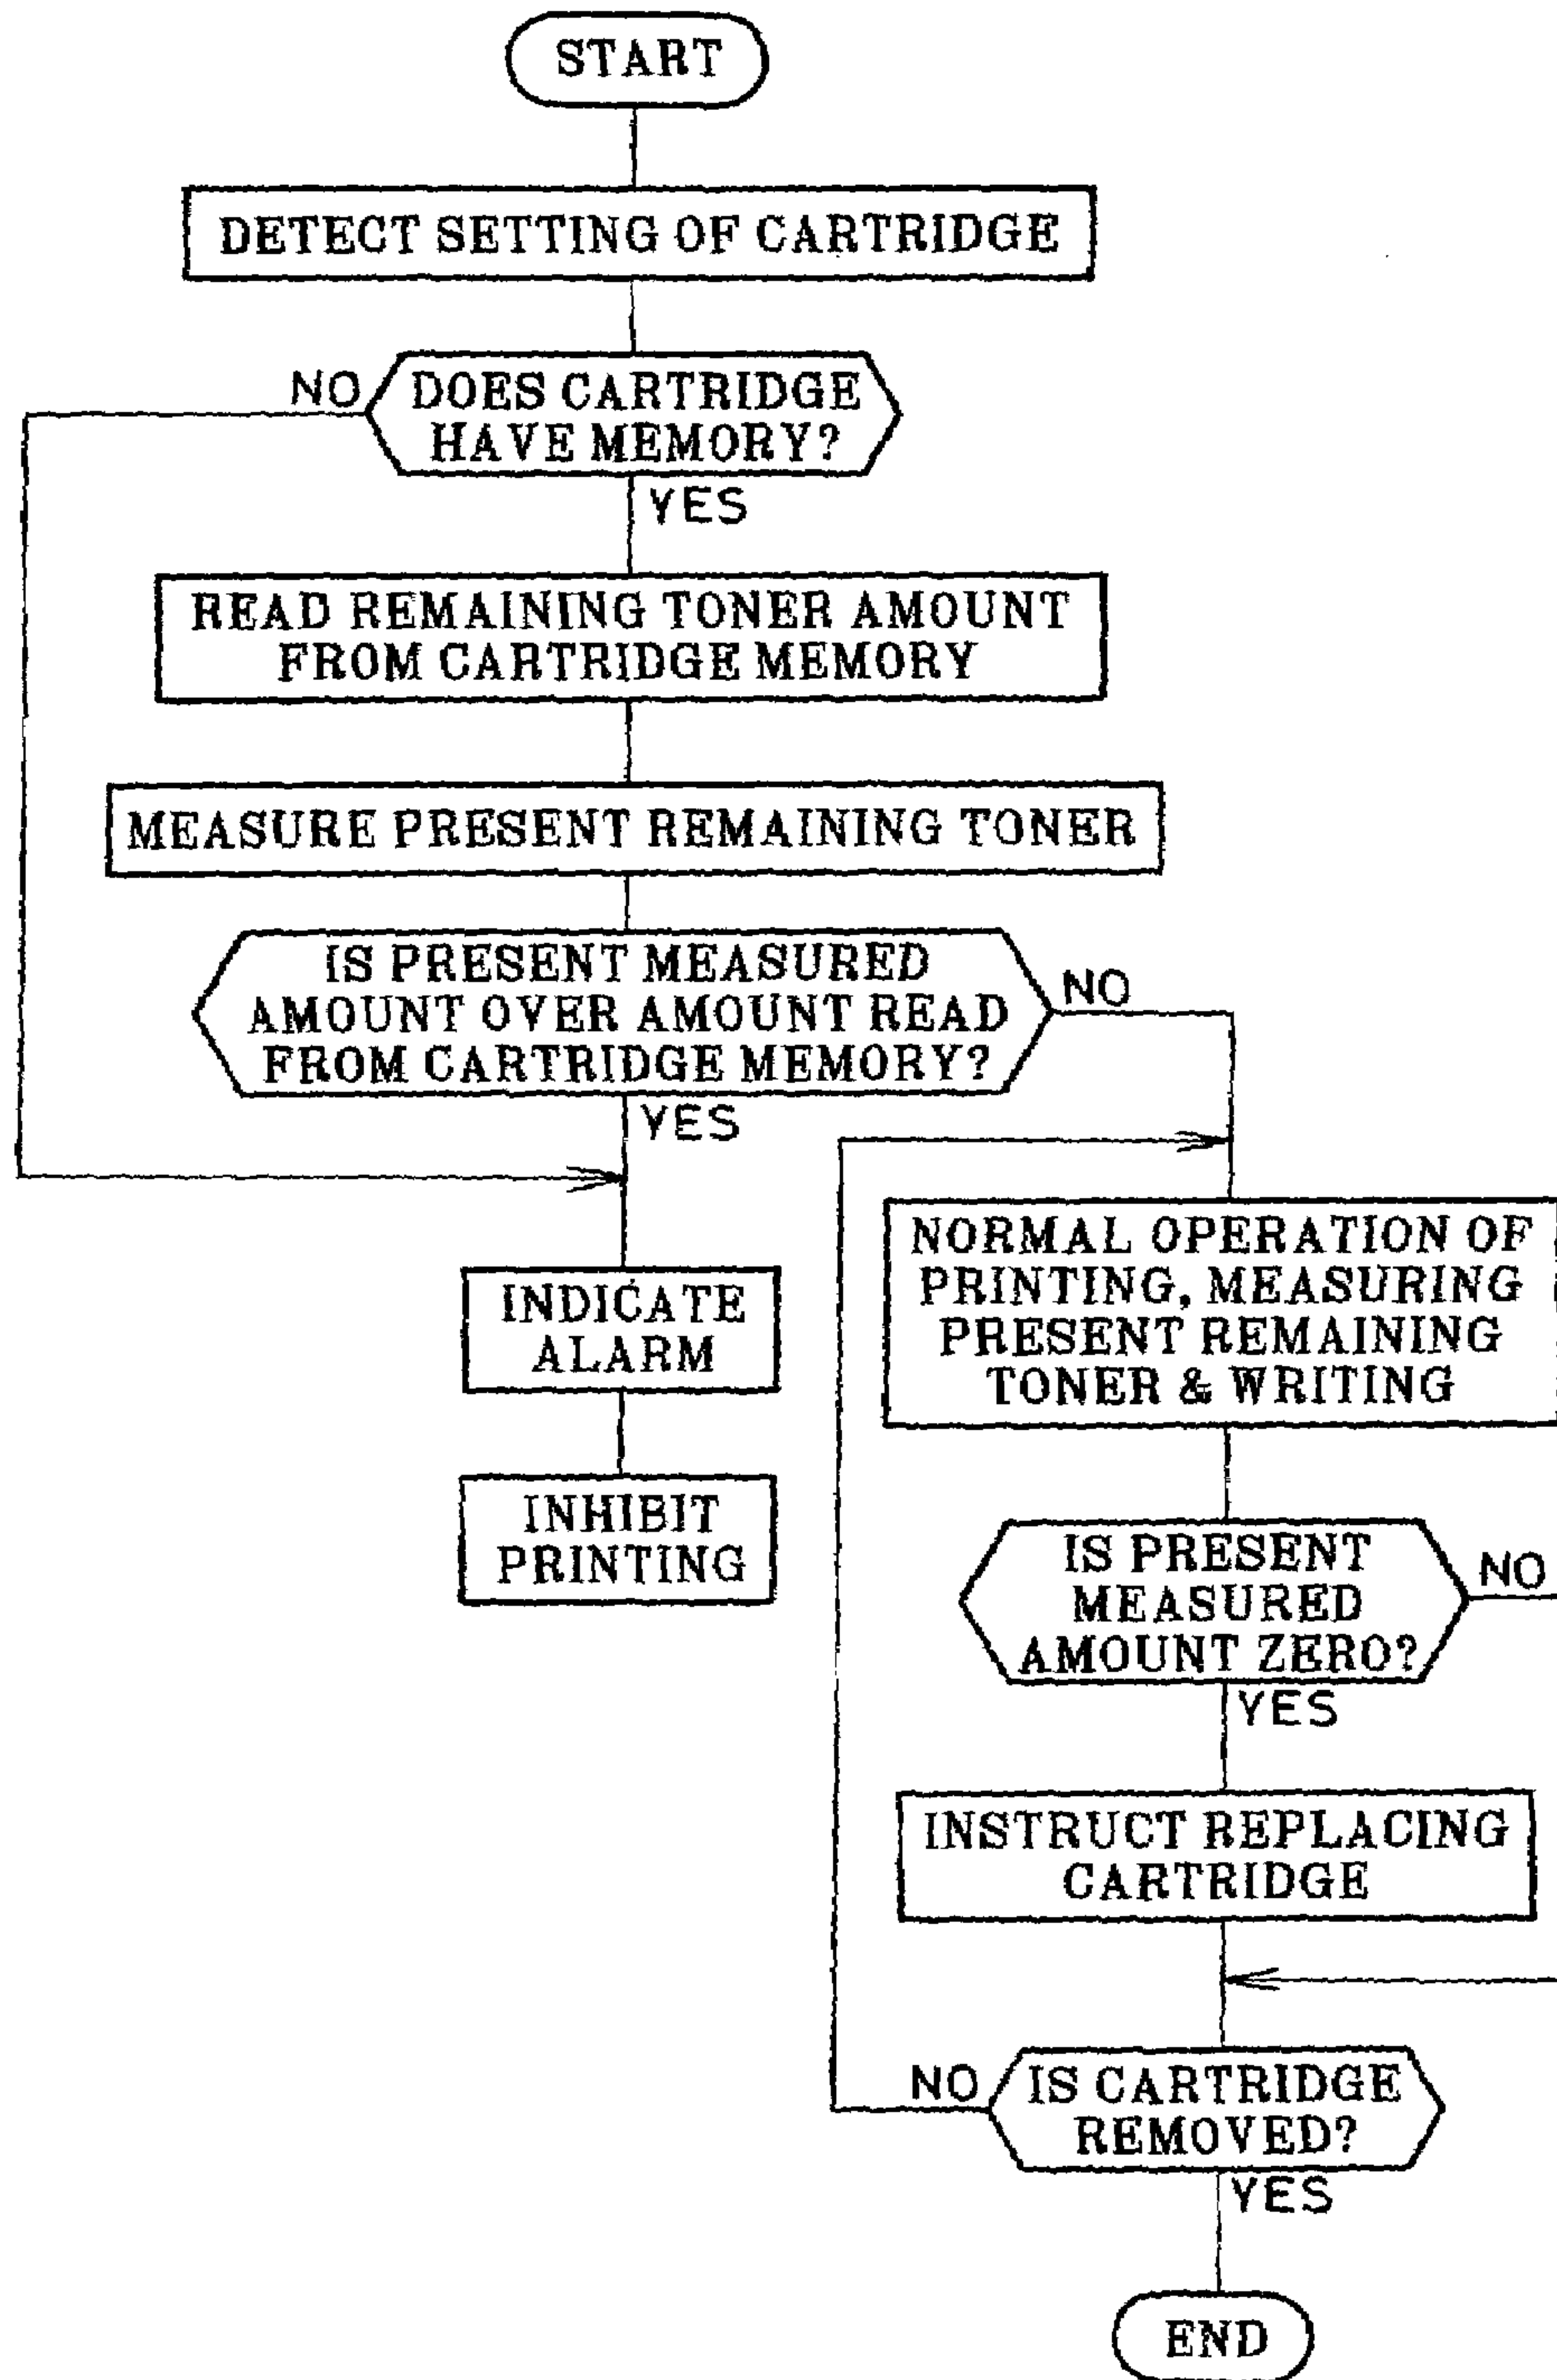 START
DETECT SETTING OF CARTRIDGE
NO
DOES CARTRIDGE
HAVE MEMORY?
YES
READ REMAINING TONER AMOUNT
FROM CARTRIDGE MEMORY
MEASURE PRESENT REMAINING TONER
IS PRESENT MEASURED
AMOUNT OVER AMOUNT READ
FROM CARTRIDGE MEMORY?
NO
YES
INDICATE
ALARM
INHIBIT
PRINTING
NORMAL OPERATION OF
PRINTING, MEASURING
PRESENT REMAINING
TONER & WRITING
IS PRESENT
MEASURED
AMOUNT ZERO?
NO
YES
INSTRUCT REPLACING
CARTRIDGE
NO
IS CARTRIDGE
REMOVED?
YES
END